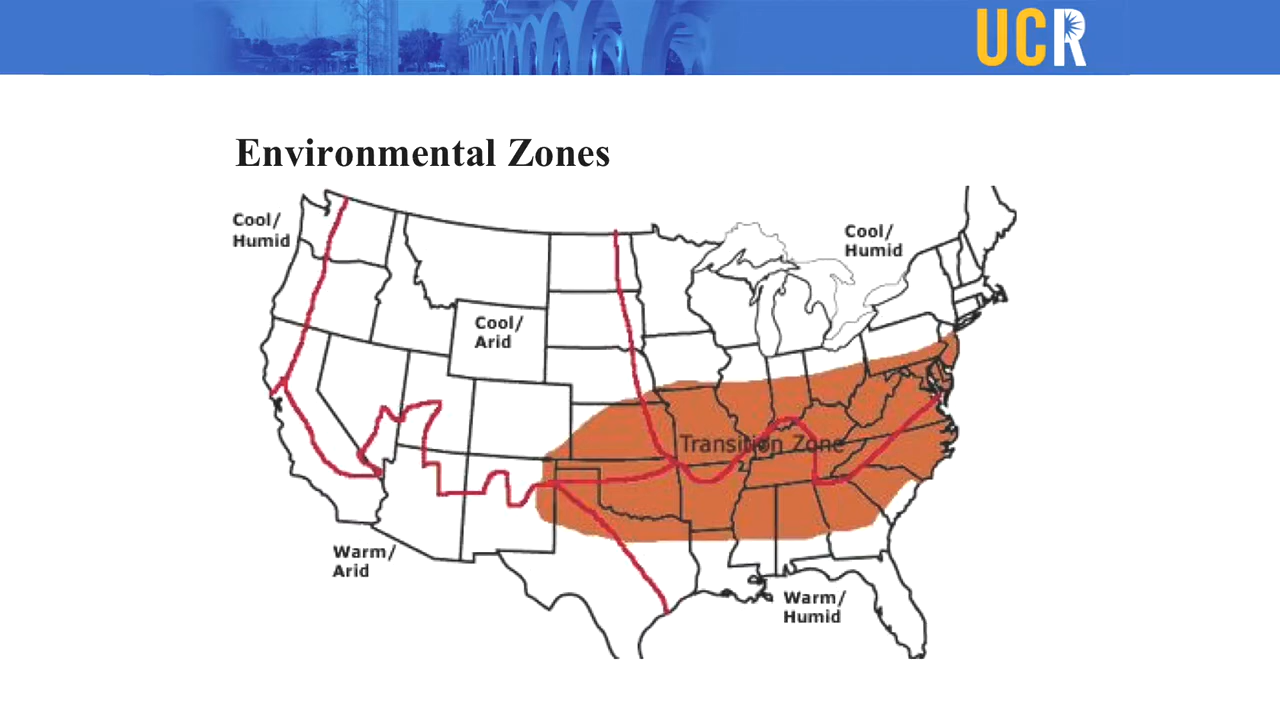 UCR
Environmental Zones
Cool/
Humid
Cool/
Humid
Cool/
Arid
Transition Zone
Warm/
Arid
Warm/
Humid